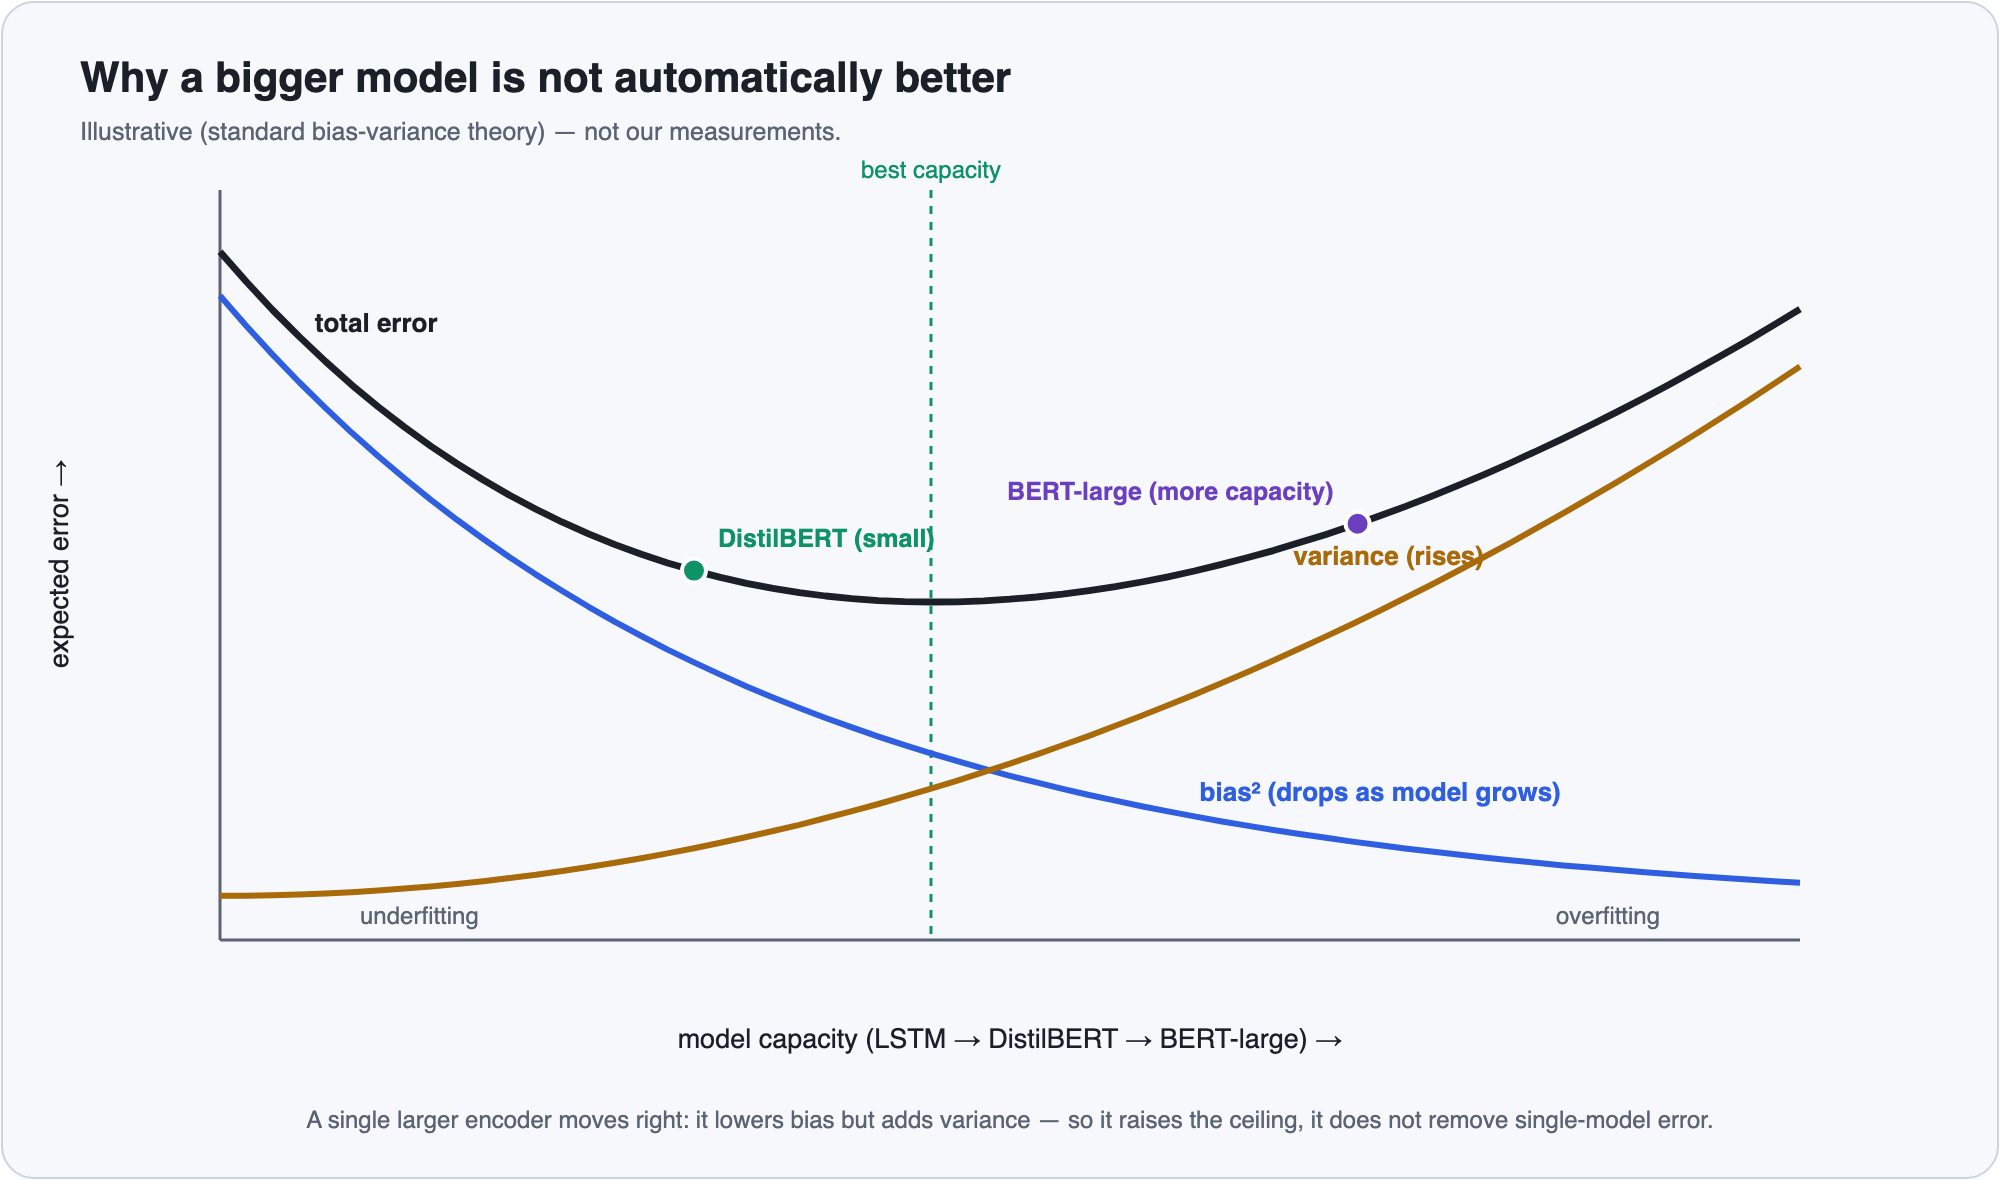 Why a bigger model is not automatically better
Illustrative (standard bias-variance theory) — not our measurements.
best capacity
total error
BERT-large (more capacity)
DistilBERT (small)
variance (rises)
expected error →
bias² (drops as model grows)
underfitting
overfitting
model capacity (LSTM → DistilBERT → BERT-large) →
A single larger encoder moves right: it lowers bias but adds variance — so it raises the ceiling, it does not remove single-model error.